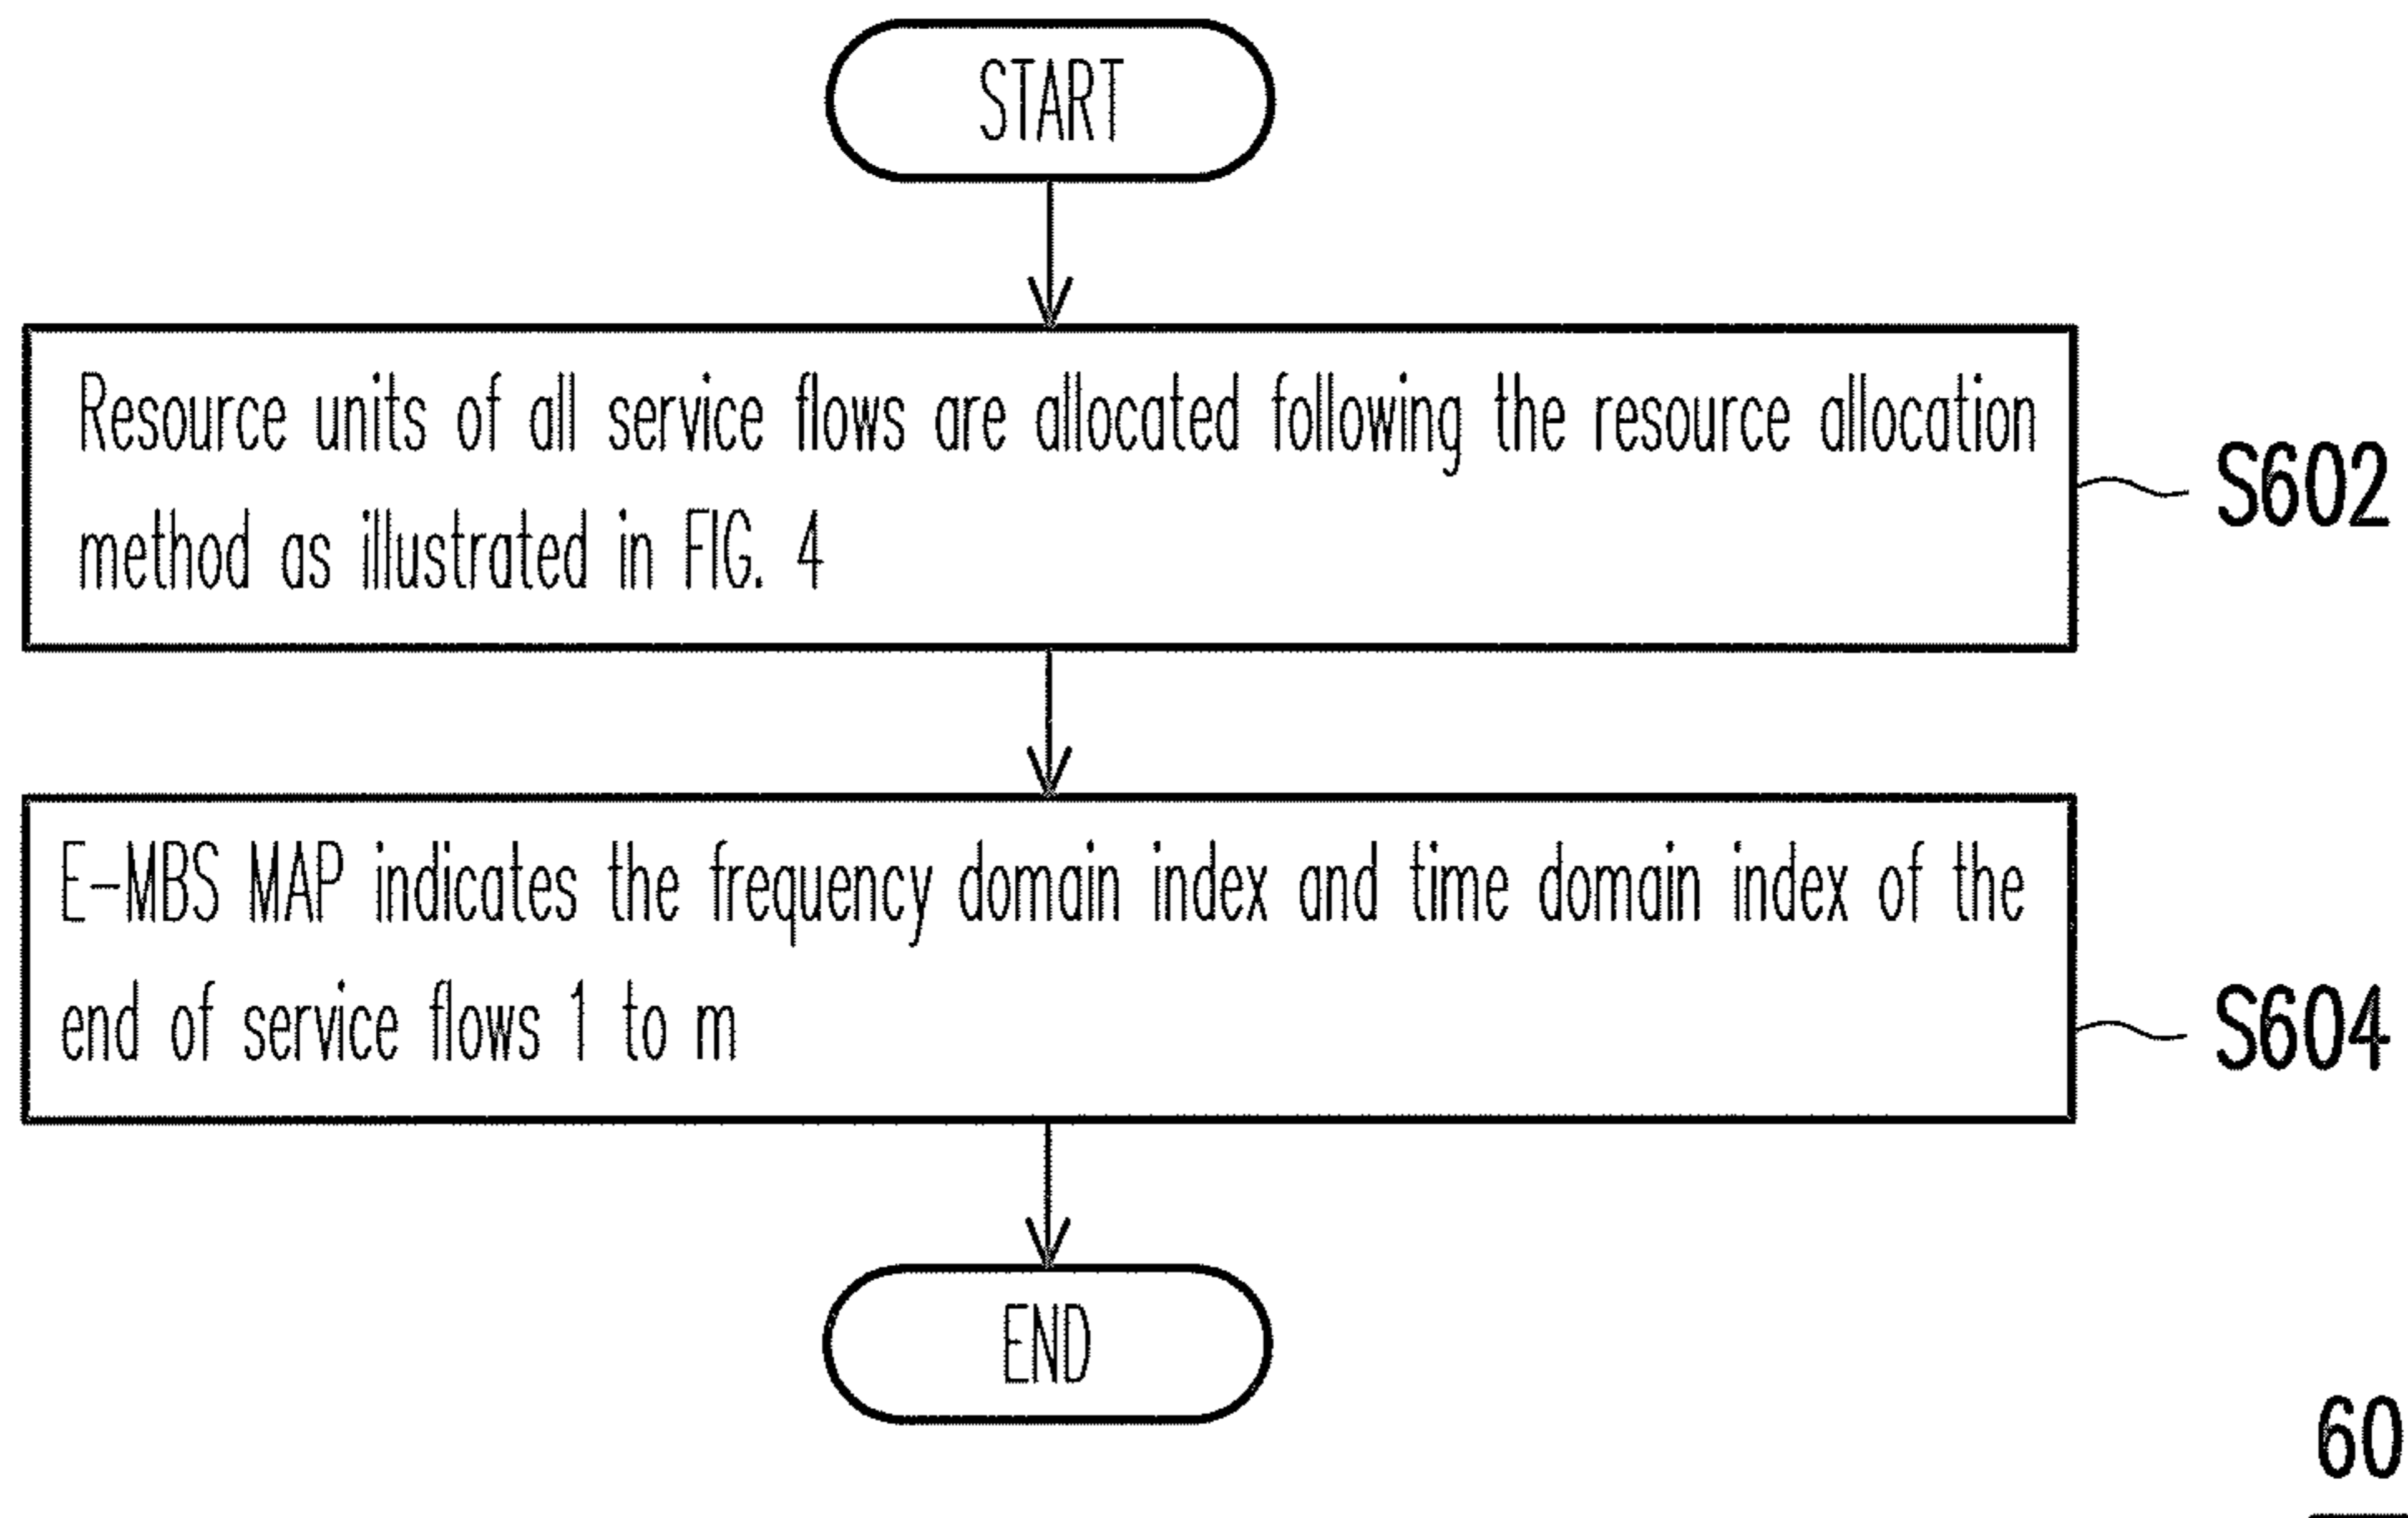 START
Resource units of all service flows are allocated following the resource allocation
method as illustrated in FIG. 4
S602
E-MBS MAP indicates the frequency domain index and time domain index of the
end of service flows 1 to m
S604
END
60